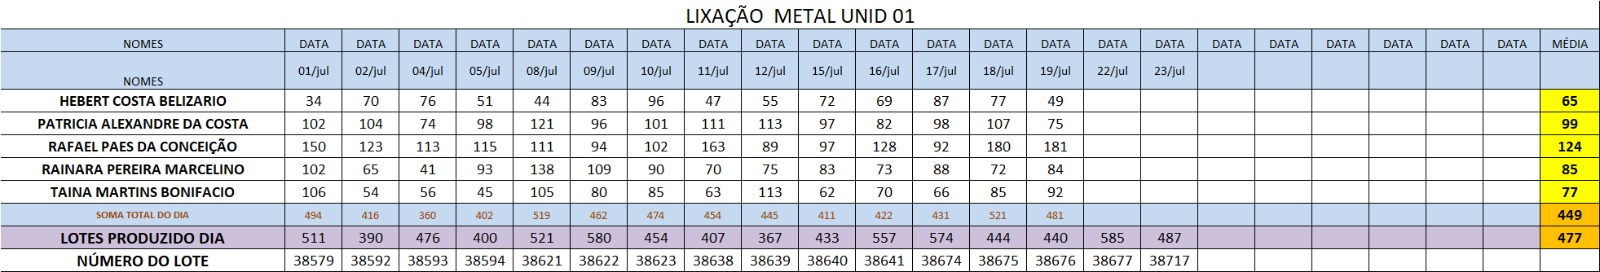 LIXAÇÃO METAL UNID 01
NOMES DATA DATA DATA DATA DATA DATA DATA DATA DATA DATA DATA DATA DATA DATA DATA DATA DATA DATA DATA DATA DATA DATA MÉDIA
NOMES 01/jul 02/jul 04/jul 05/jul 08/jul 09/jul 10/jul 11/jul 12/jul 15/jul 16/jul 17/jul 18/jul 19/jul 22/jul 23/jul
HEBERT COSTA BELIZARIO 34 70 76 51 44 83 96 47 55 72 69 87 77 49 65
PATRICIA ALEXANDRE DA COSTA 102 104 74 98 121 96 101 111 113 97 82 98 107 75 99
RAFAEL PAES DA CONCEIÇÃO 150 123 113 115 111 94 102 163 89 97 128 92 180 181 124
RAINARA PEREIRA MARCELINO 102 65 41 93 138 109 90 70 75 83 73 88 72 84 85
TAINA MARTINS BONIFACIO 106 54 56 45 105 80 85 63 113 62 70 66 85 92 77
SOMA TOTAL DO DIA 494 416 360 402 519 462 474 454 445 411 422 431 521 481 449
LOTES PRODUZIDO DIA 511 390 476 400 521 580 454 407 367 433 557 574 444 440 585 487 477
NÚMERO DO LOTE 38579 38592 38593 38594 38621 38622 38623 38638 38639 38640 38641 38674 38675 38676 38677 38717